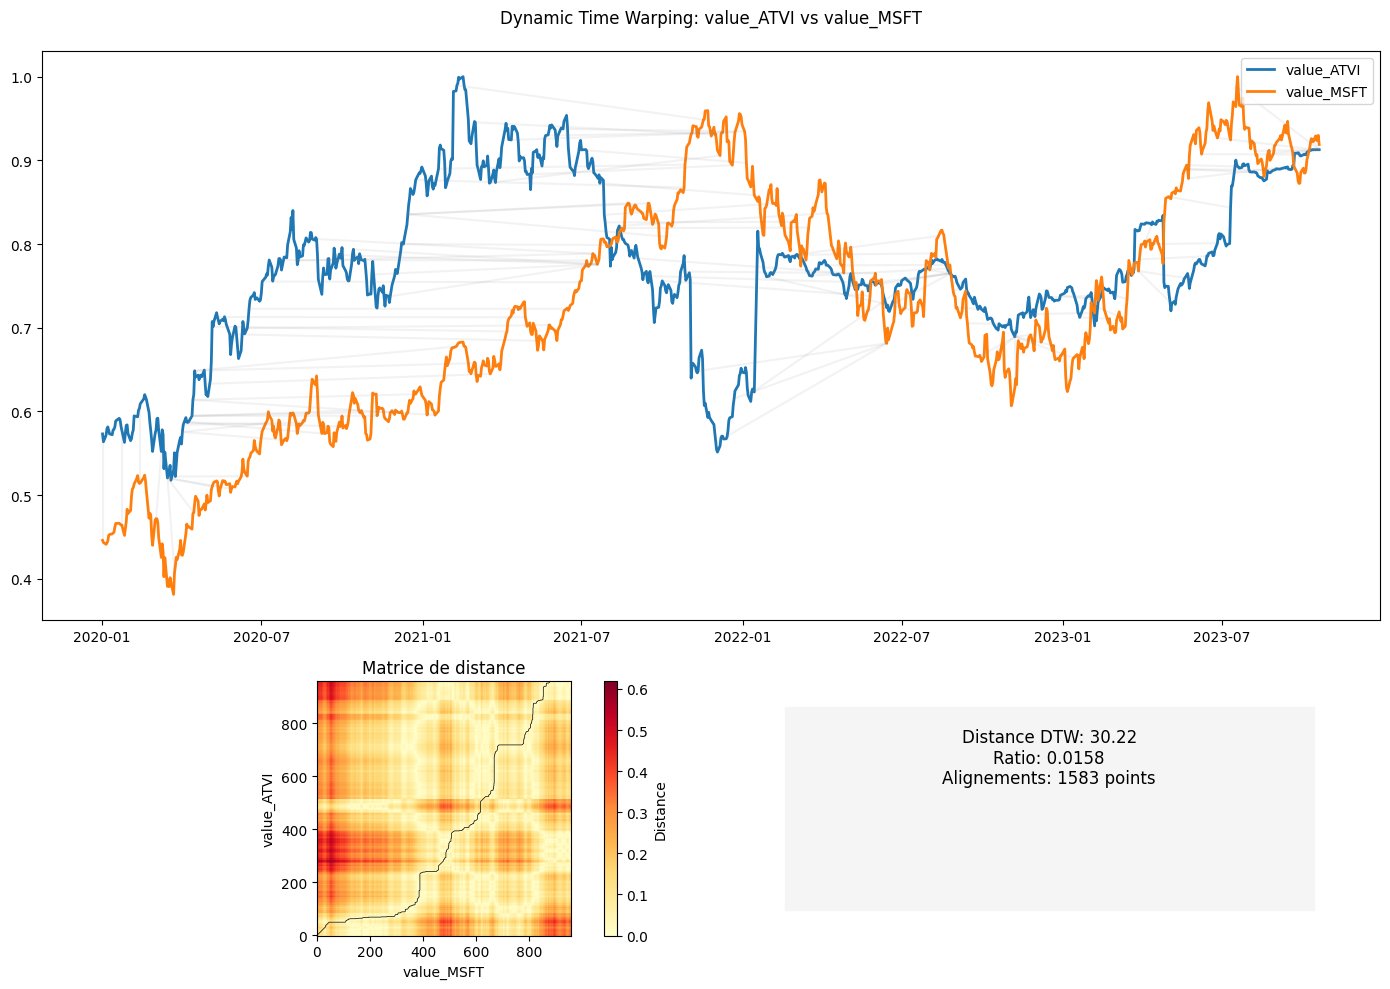 Dynamic Time Warping: value_ATVI vs value_MSFT
value_ATVI
value_MSFT
1.0
0.9
0.8
0.7
0.6
0.5
0.4
2020-01 2020-07 2021-01 2021-07 2022-01 2022-07 2023-01 2023-07
Matrice de distance
value_ATVI
800
600
400
200
0
0 200 400 600 800
value_MSFT
0.6
0.5
0.4
0.3
0.2
0.1
0.0
Distance
Distance DTW: 30.22
Ratio: 0.0158
Alignements: 1583 points